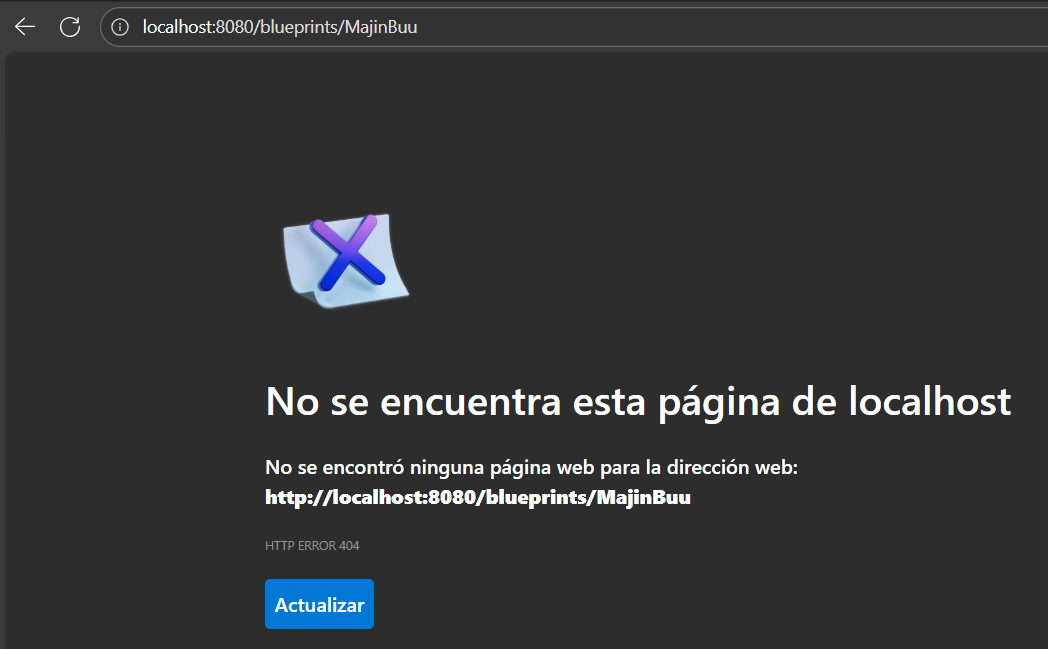 localhost:8080/blueprints/MajinBuu
No se encuentra esta página de localhost
No se encontró ninguna página web para la dirección web:
http://localhost:8080/blueprints/MajinBuu
HTTP ERROR 404
Actualizar